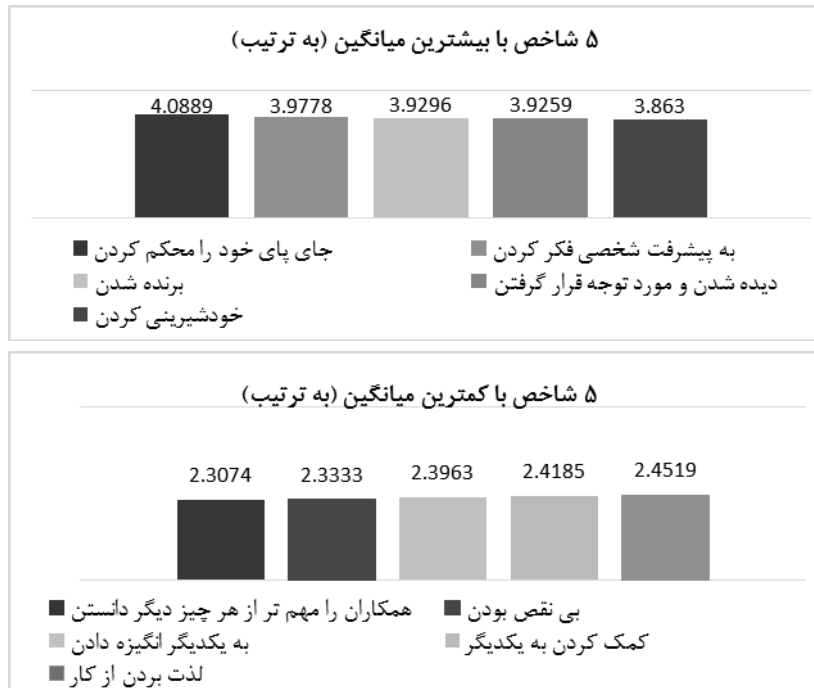 ۵ شاخص با بیشترین میانگین (به ترتیب)
4.0889 3.9778 3.9296 3.9259 3.863
جای پای خود را محکم کردن به پیشرفت شخصی فکر کردن
برنده شدن دیده شدن و مورد توجه قرار گرفتن
خودشیرینی کردن
۵ شاخص با کمترین میانگین (به ترتیب)
2.3074 2.3333 2.3963 2.4185 2.4519
همکاران را مهم تر از هر چیز دیگر دانستن بی نقص بودن
به یکدیگر انگیزه دادن کمک کردن به یکدیگر
لذت بردن از کار